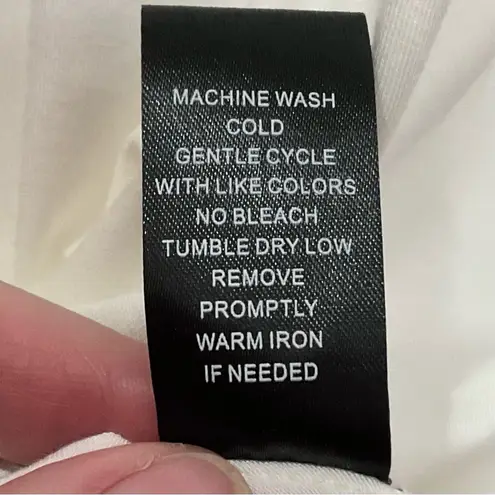 MACHINE WASH
COLD
GENTLE CYCLE
WITH LIKE COLORS
NO BLEACH
TUMBLE DRY LOW
REMOVE
PROMPTLY
WARM IRON
IF NEEDED